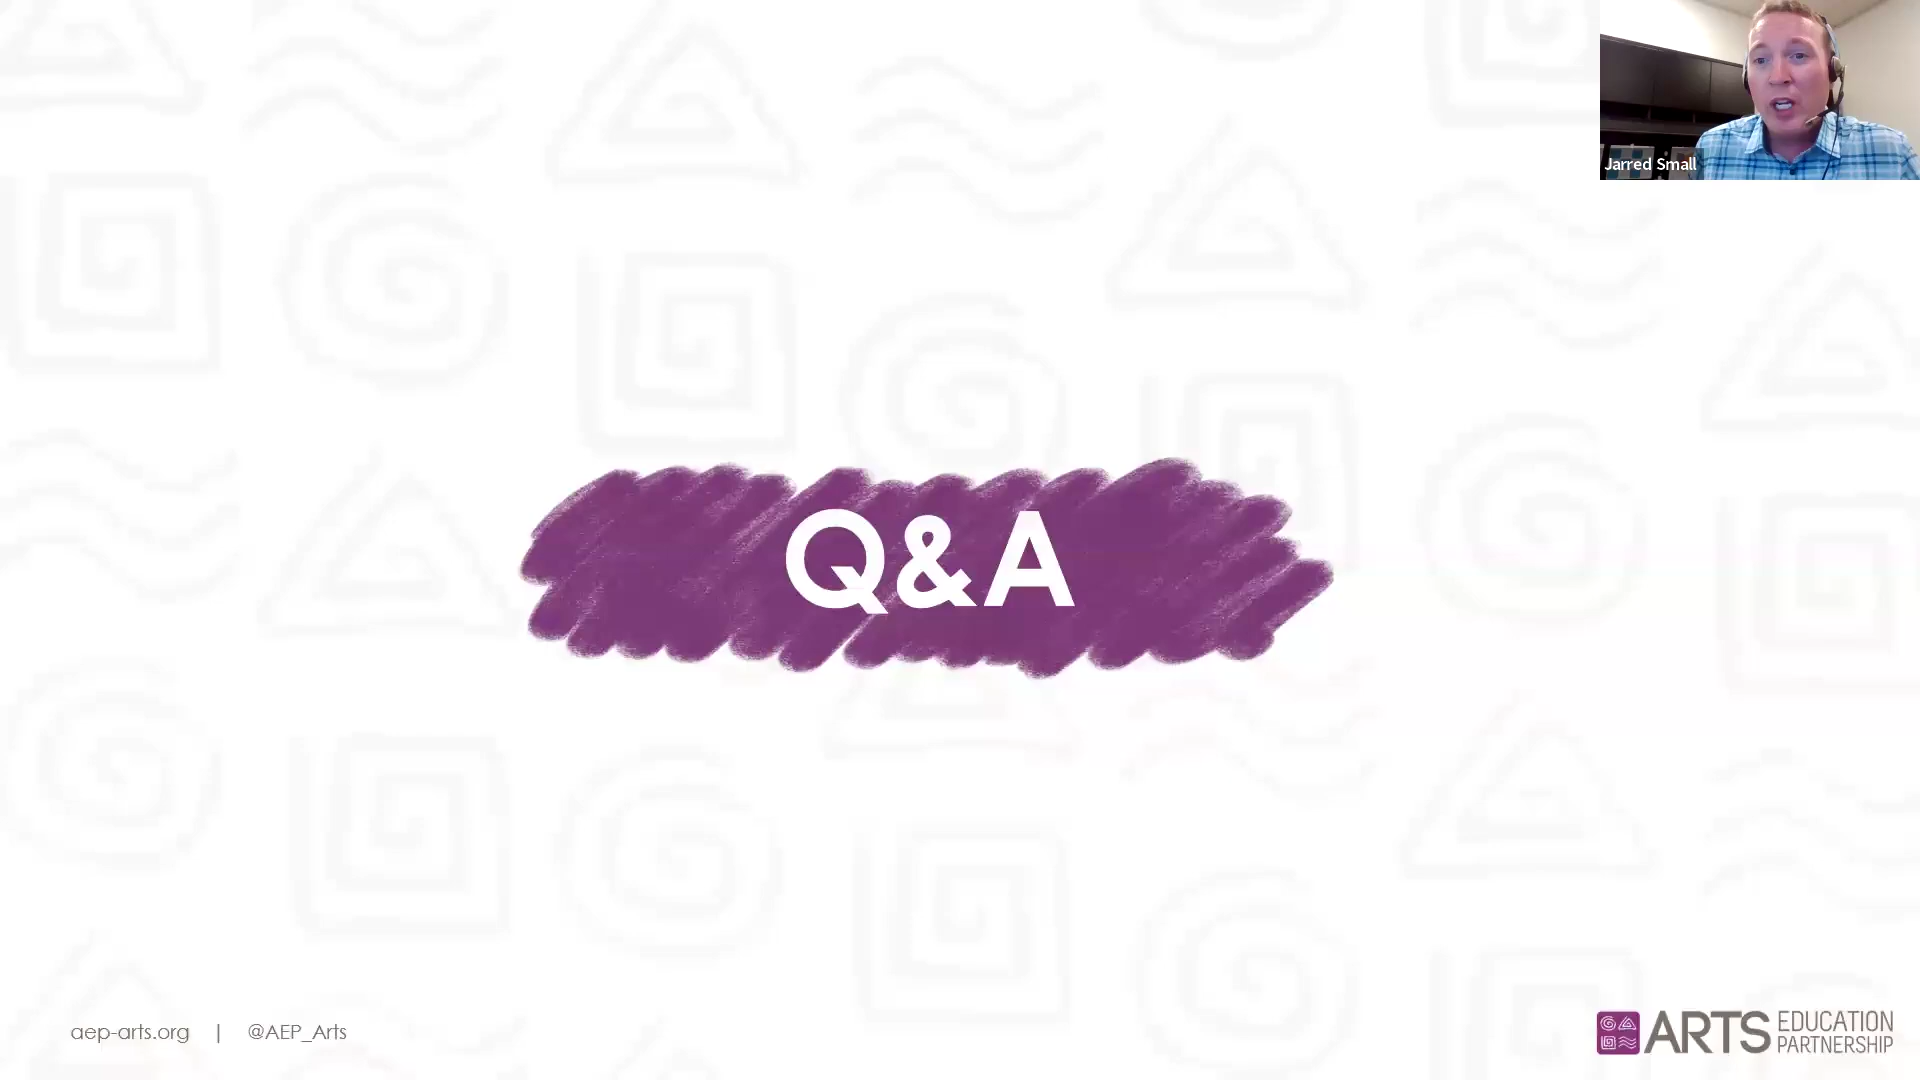 Jarred Small
Q&A
aep-arts.org | @AEP_Arts
ARTS EDUCATION
PARTNERSHIP